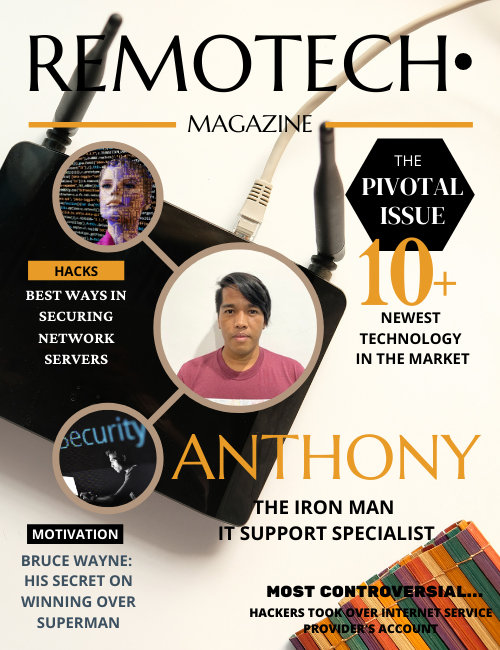 REMOTECH•
MAGAZINE
THE
PIVOTAL
ISSUE
10+
NEWEST
TECHNOLOGY
IN THE MARKET
HACKS
BEST WAYS IN
SECURING
NETWORK
SERVERS
security
ANTHONY
THE IRON MAN
IT SUPPORT SPECIALIST
MOTIVATION
BRUCE WAYNE:
HIS SECRET ON
WINNING OVER
SUPERMAN
MOST CONTROVERSIAL...
HACKERS TOOK OVER INTERNET SERVICE
PROVIDER'S ACCOUNT